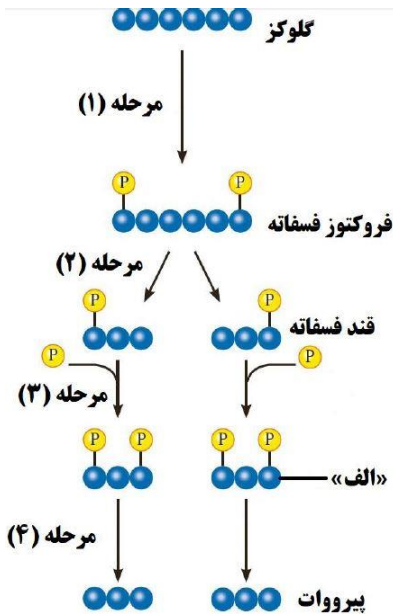 گلوکز
مرحله (۱)
P P
فروکتوز فسفاته
مرحله (۲)
P P
قند فسفاته
P P
مرحله (۳)
P P P P
«الف»
مرحله (۴)
پیرووات